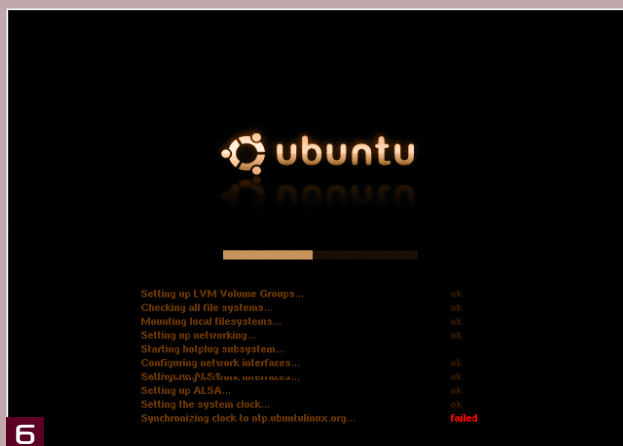 ubuntu
Setting up LVM Volume Groups... ok
Checking all file systems... ok
Mounting local filesystems... ok
Setting up networking... ok
Starting hotplug subsystem...
Configuring network interfaces... ok
interfaces... ok
Setting up ALSA... ok
Setting the system clock... ok
Synchronizing clock to ntp.ubuntulinux.org... failed
6